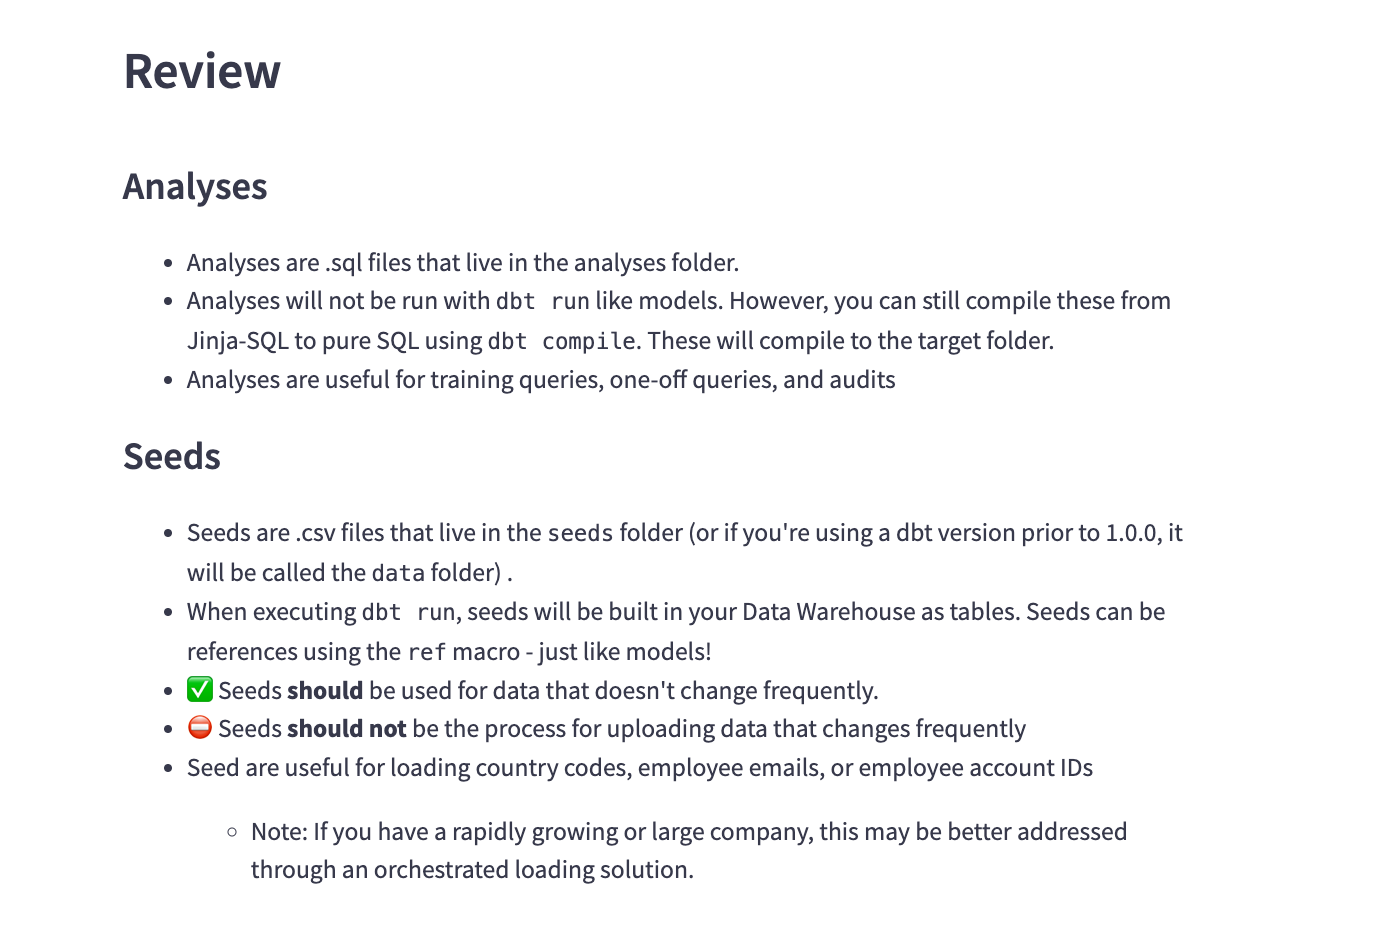 Review
Analyses
• Analyses are .sql files that live in the analyses folder.
• Analyses will not be run with dbt run like models. However, you can still compile these from
Jinja-SQL to pure SQL using dbt compile. These will compile to the target folder.
• Analyses are useful for training queries, one-off queries, and audits
Seeds
• Seeds are .csv files that live in the seeds folder (or if you're using a dbt version prior to 1.0.0, it
will be called the data folder) .
• When executing dbt run, seeds will be built in your Data Warehouse as tables. Seeds can be
references using the ref macro - just like models!
• ✅ Seeds should be used for data that doesn't change frequently.
• ⛔ Seeds should not be the process for uploading data that changes frequently
• Seed are useful for loading country codes, employee emails, or employee account IDs
◦ Note: If you have a rapidly growing or large company, this may be better addressed
through an orchestrated loading solution.